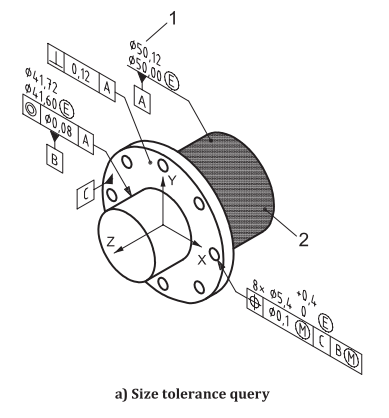 1
Ø50,12
Ø50,00 Ⓔ
A
⊥ 0,12 A
Ø41,72
Ø41,60 Ⓔ
◎ Ø0,08 A
B
C
Y
Z
X
2
8× Ø5,4 +0,4 0 Ⓔ
⌖ Ø0,1 Ⓜ C B Ⓜ
a) Size tolerance query